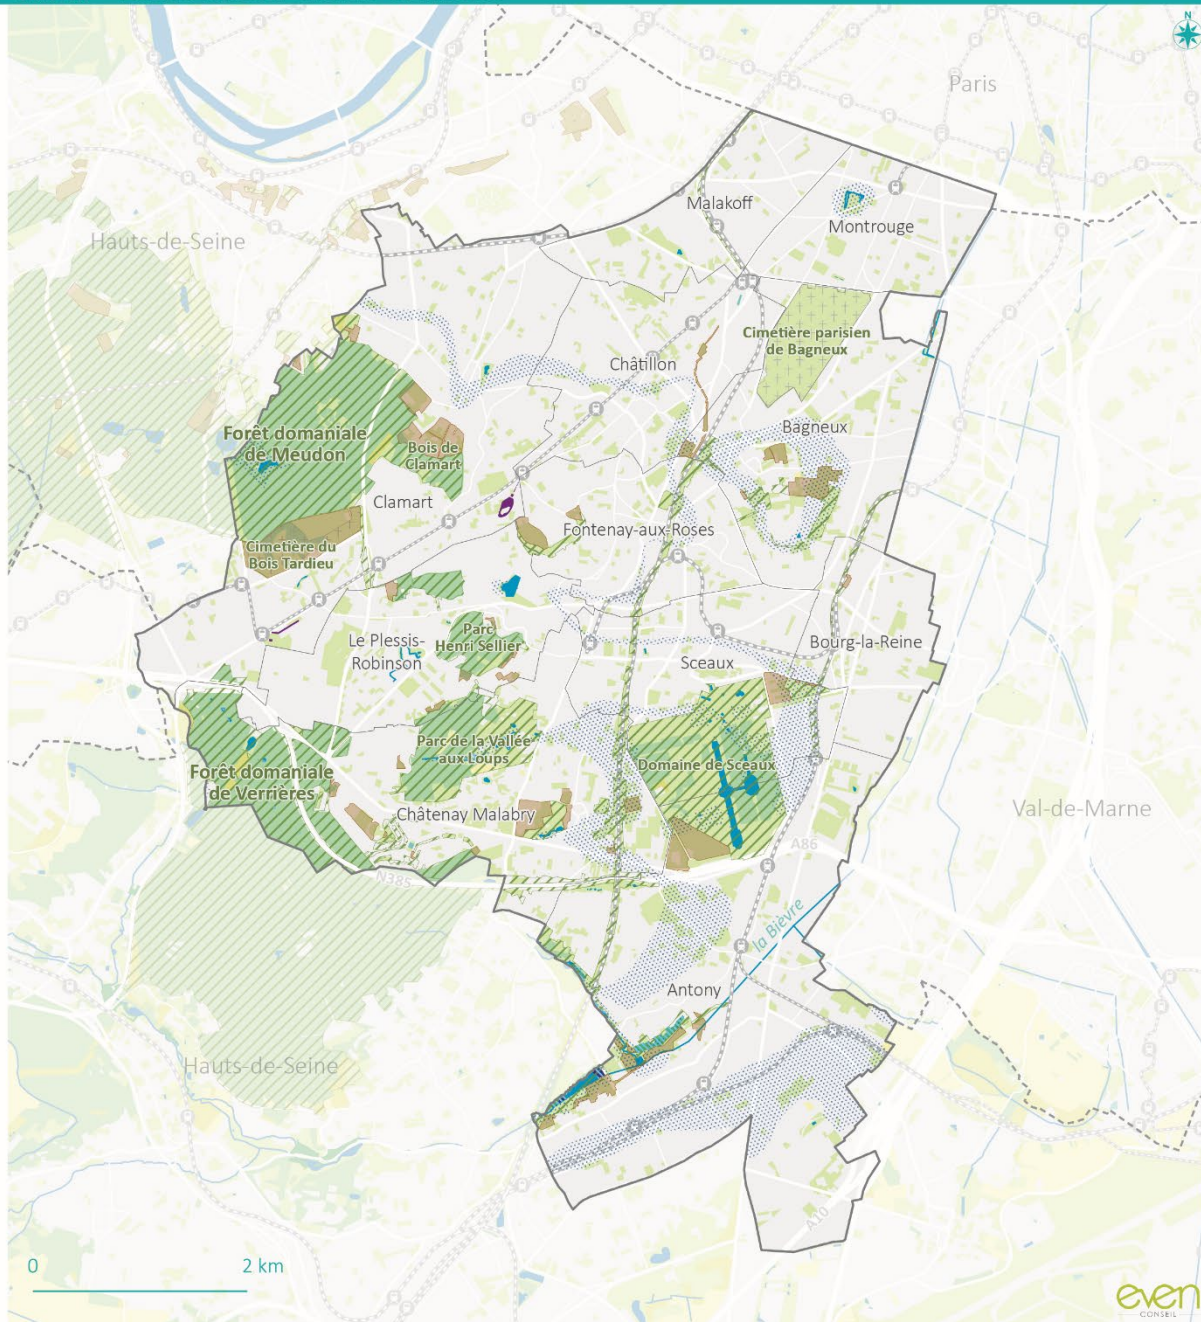 N
Paris
Malakoff
Montrouge
Hauts-de-Seine
Cimetière parisien
de Bagneux
Châtillon
Bagneux
Forêt domaniale
de Meudon
Bois de
Clamart
Clamart
Fontenay-aux-Roses
Cimetière du
Bois Tardieu
Parc
Henri Sellier
Le Plessis-
Robinson
Bourg-la-Reine
Sceaux
Parc de la Vallée
aux Loups
Domaine de Sceaux
Forêt domaniale
de Verrières
Châtenay Malabry
Val-de-Marne
A86
N385
la Bièvre
Antony
Hauts-de-Seine
A10
0
2 km
even
CONSEIL